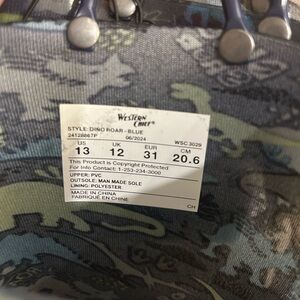 WESTERN CHIEF
STYLE: DINO ROAR - BLUE
24128867P 06/2024 WSC 3029
US UK EUR CM
13 12 31 20.6
This Product is Copyright Protected
For Info Contact: 1-253-234-3000
UPPER: PVC
OUTSOLE: MAN MADE SOLE
LINING: POLYESTER
MADE IN CHINA
FABRIQUÉ EN CHINE
CH